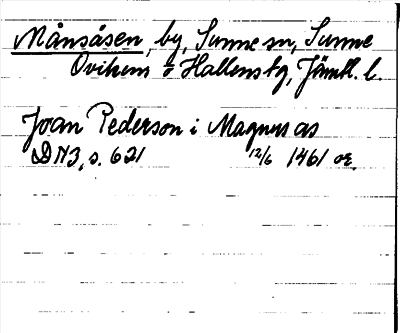 Månsåsen, by, Sunne sn, Sunne
Ovikens o Hallens tg, Jämtl. l.
Joan Pederson i Magnus as
DN3, s. 621 12/6 1461 or.